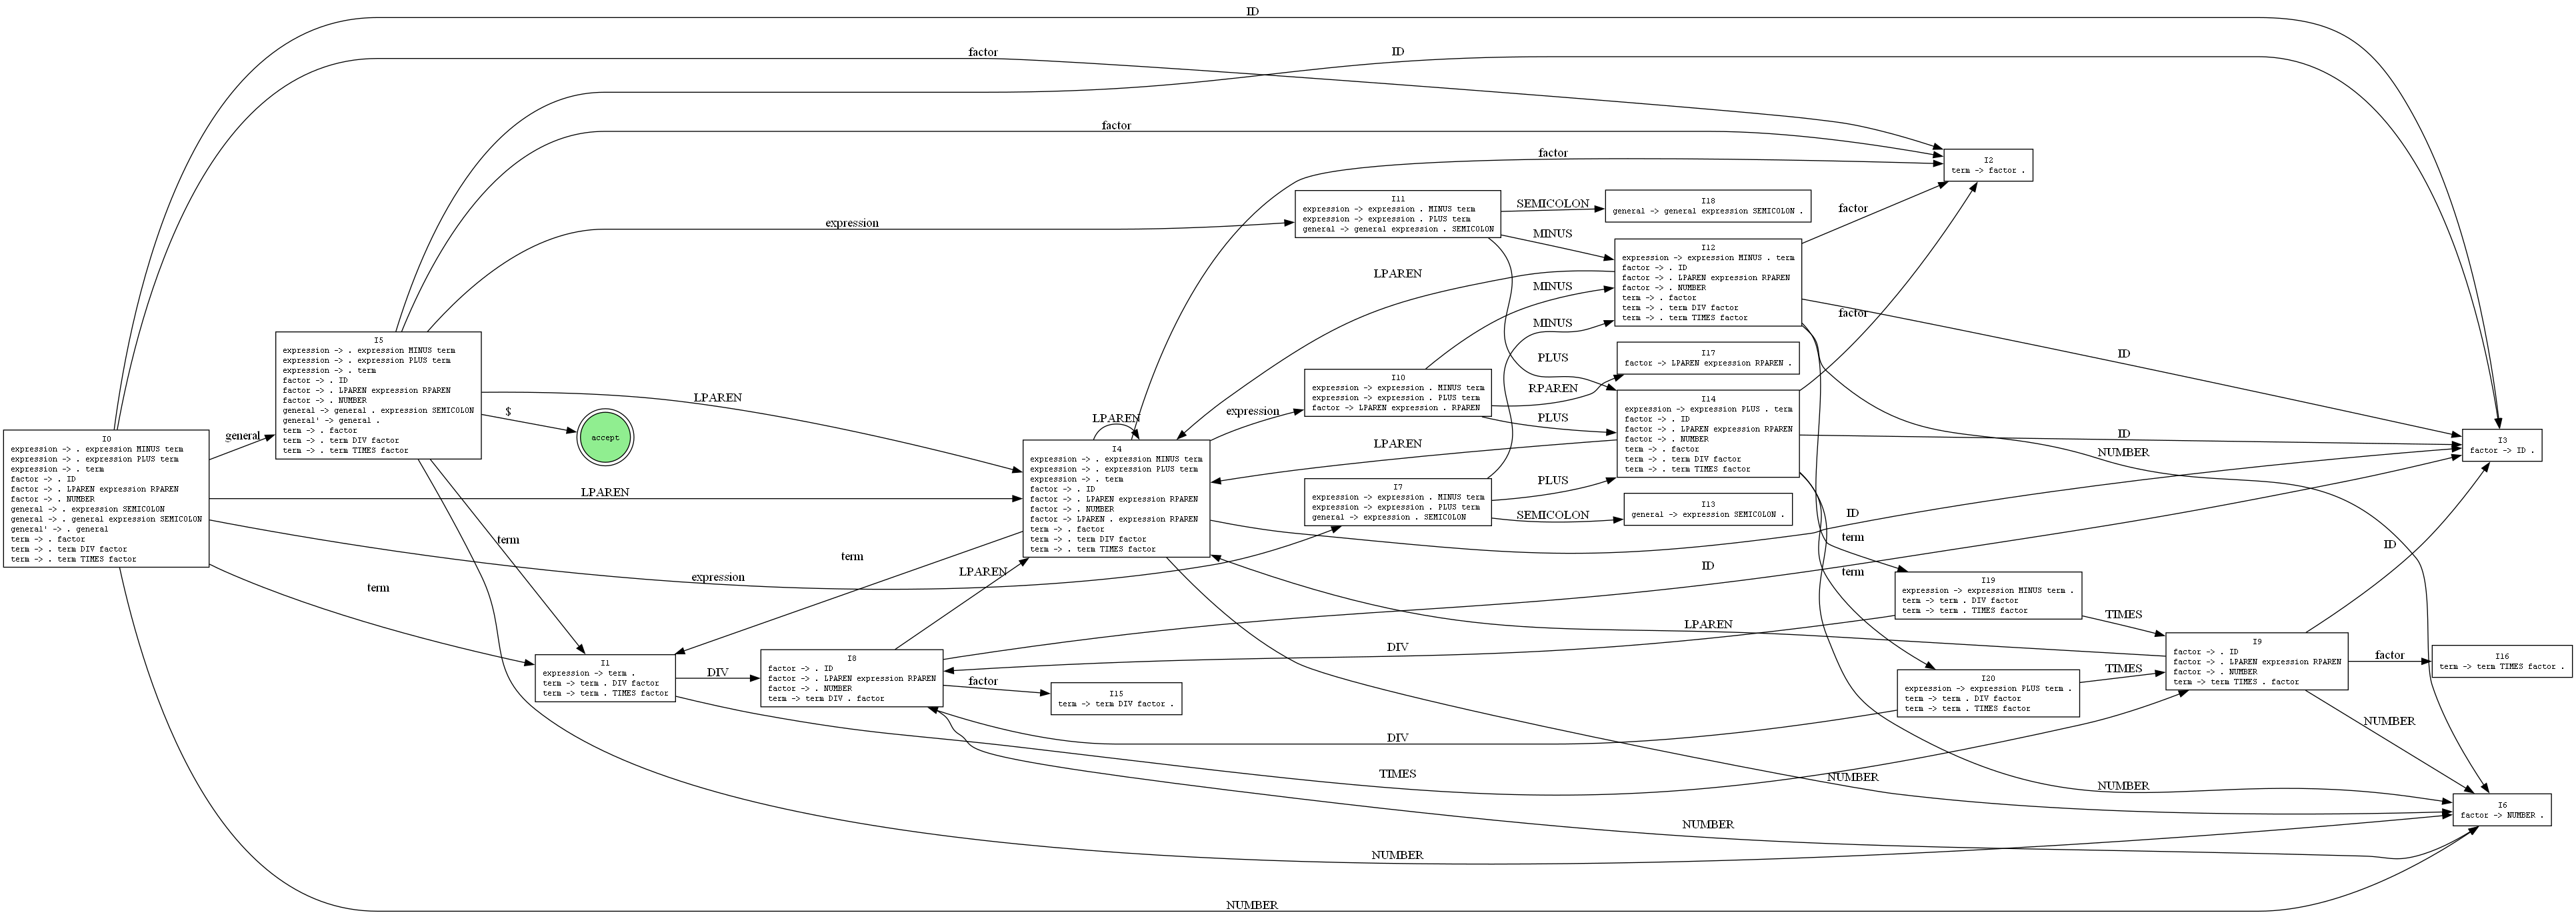 ID
factor
ID
factor
factor
I2
term -> factor .
I11
expression -> expression . MINUS term
expression -> expression . PLUS term
general -> general expression . SEMICOLON
SEMICOLON
I18
general -> general expression SEMICOLON .
factor
expression
MINUS
I12
expression -> expression MINUS . term
factor -> . ID
factor -> . LPAREN expression RPAREN
factor -> . NUMBER
term -> . factor
term -> . term DIV factor
term -> . term TIMES factor
LPAREN
MINUS
factor
MINUS
I5
expression -> . expression MINUS term
expression -> . expression PLUS term
expression -> . term
factor -> . ID
factor -> . LPAREN expression RPAREN
factor -> . NUMBER
general -> general . expression SEMICOLON
general' -> general .
term -> . factor
term -> . term DIV factor
term -> . term TIMES factor
PLUS
I17
factor -> LPAREN expression RPAREN .
ID
I10
expression -> expression . MINUS term
expression -> expression . PLUS term
factor -> LPAREN expression . RPAREN
RPAREN
LPAREN
$
accept
LPAREN
expression
PLUS
I14
expression -> expression PLUS . term
factor -> . ID
factor -> . LPAREN expression RPAREN
factor -> . NUMBER
term -> . factor
term -> . term DIV factor
term -> . term TIMES factor
ID
I3
factor -> ID .
general
I0
expression -> . expression MINUS term
expression -> . expression PLUS term
expression -> . term
factor -> . ID
factor -> . LPAREN expression RPAREN
factor -> . NUMBER
general -> . expression SEMICOLON
general -> . general expression SEMICOLON
general' -> . general
term -> . factor
term -> . term DIV factor
term -> . term TIMES factor
LPAREN
I4
expression -> . expression MINUS term
expression -> . expression PLUS term
expression -> . term
factor -> . ID
factor -> . LPAREN expression RPAREN
factor -> . NUMBER
factor -> LPAREN . expression RPAREN
term -> . factor
term -> . term DIV factor
term -> . term TIMES factor
LPAREN
NUMBER
I7
expression -> expression . MINUS term
expression -> expression . PLUS term
general -> expression . SEMICOLON
PLUS
SEMICOLON
I13
general -> expression SEMICOLON .
ID
term
term
term
ID
ID
term
LPAREN
expression
term
I19
expression -> expression MINUS term .
term -> term . DIV factor
term -> term . TIMES factor
TIMES
LPAREN
DIV
I1
expression -> term .
term -> term . DIV factor
term -> term . TIMES factor
DIV
I8
factor -> . ID
factor -> . LPAREN expression RPAREN
factor -> . NUMBER
term -> term DIV . factor
factor
I15
term -> term DIV factor .
I9
factor -> . ID
factor -> . LPAREN expression RPAREN
factor -> . NUMBER
term -> term TIMES . factor
factor
I16
term -> term TIMES factor .
I20
expression -> expression PLUS term .
term -> term . DIV factor
term -> term . TIMES factor
TIMES
NUMBER
DIV
TIMES
NUMBER
NUMBER
I6
factor -> NUMBER .
NUMBER
NUMBER
NUMBER